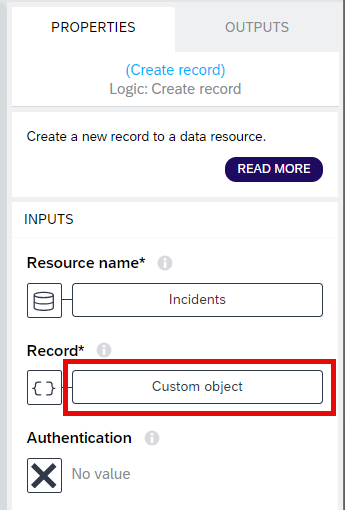 PROPERTIES OUTPUTS
(Create record)
Logic: Create record
Create a new record to a data resource.
READ MORE
INPUTS
Resource name*
Incidents
Record*
Custom object
Authentication
No value